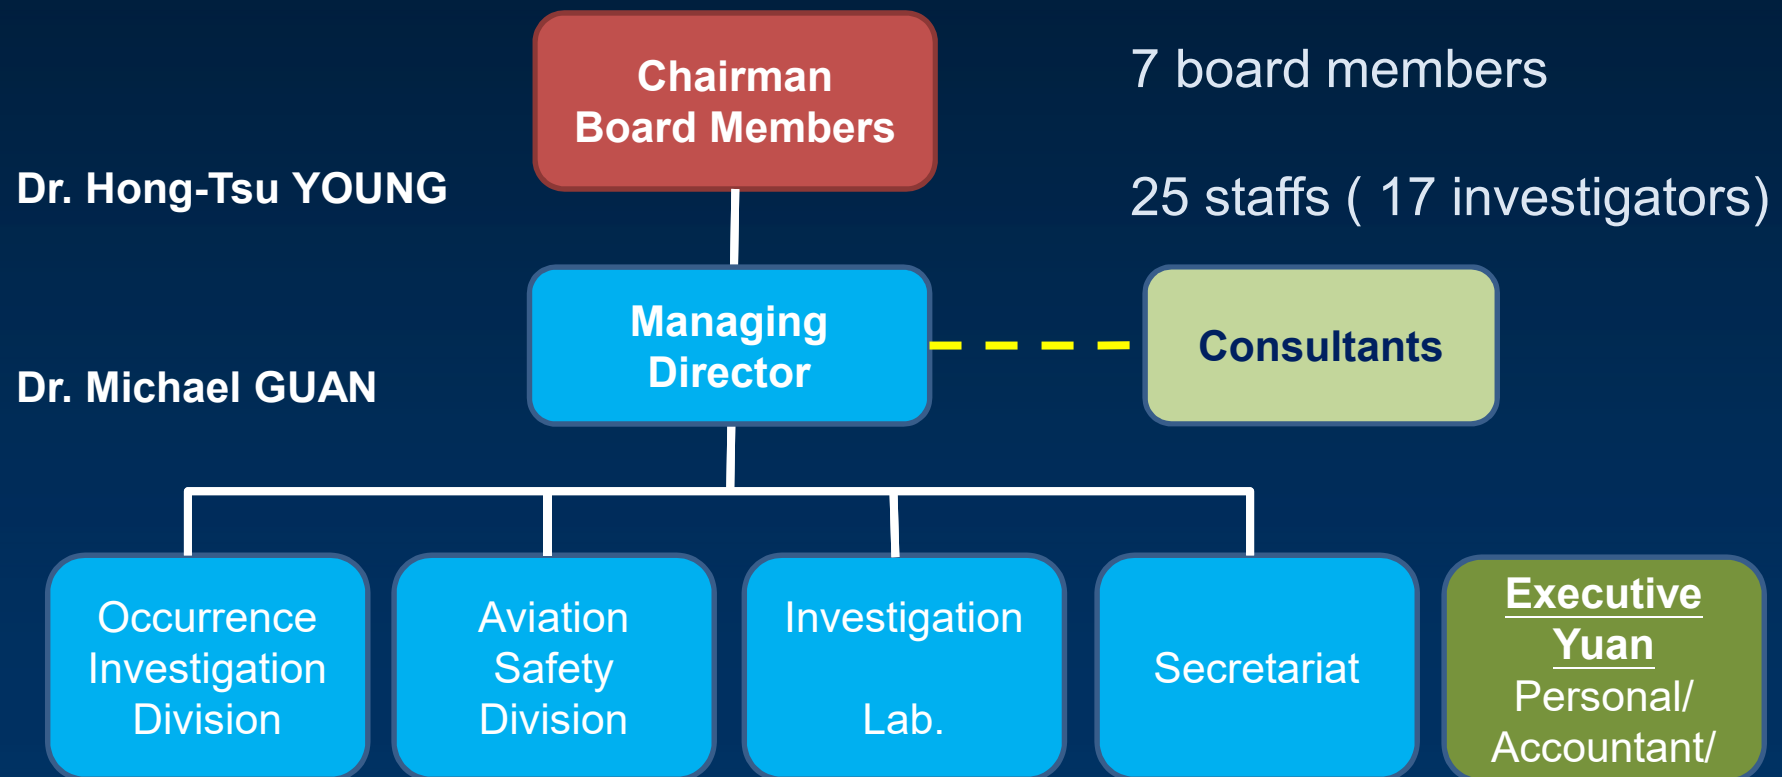 Chairman
Board Members
7 board members
Dr. Hong-Tsu YOUNG
25 staffs ( 17 investigators)
Managing
Director
Consultants
Dr. Michael GUAN
Occurrence
Investigation
Division
Aviation
Safety
Division
Investigation
Lab.
Secretariat
Executive
Yuan
Personal/
Accountant/